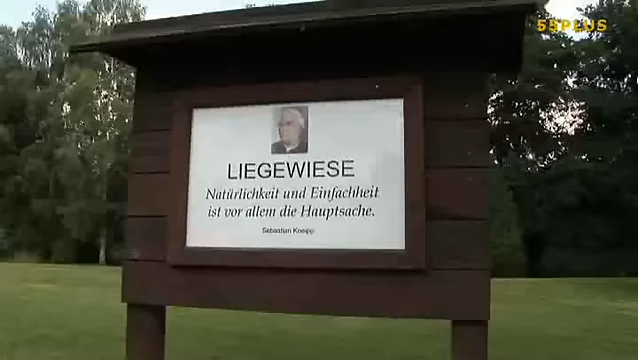 55PLUS
LIEGEWIESE
Natürlichkeit und Einfachheit
ist vor allem die Hauptsache.
Sebastian Kneipp